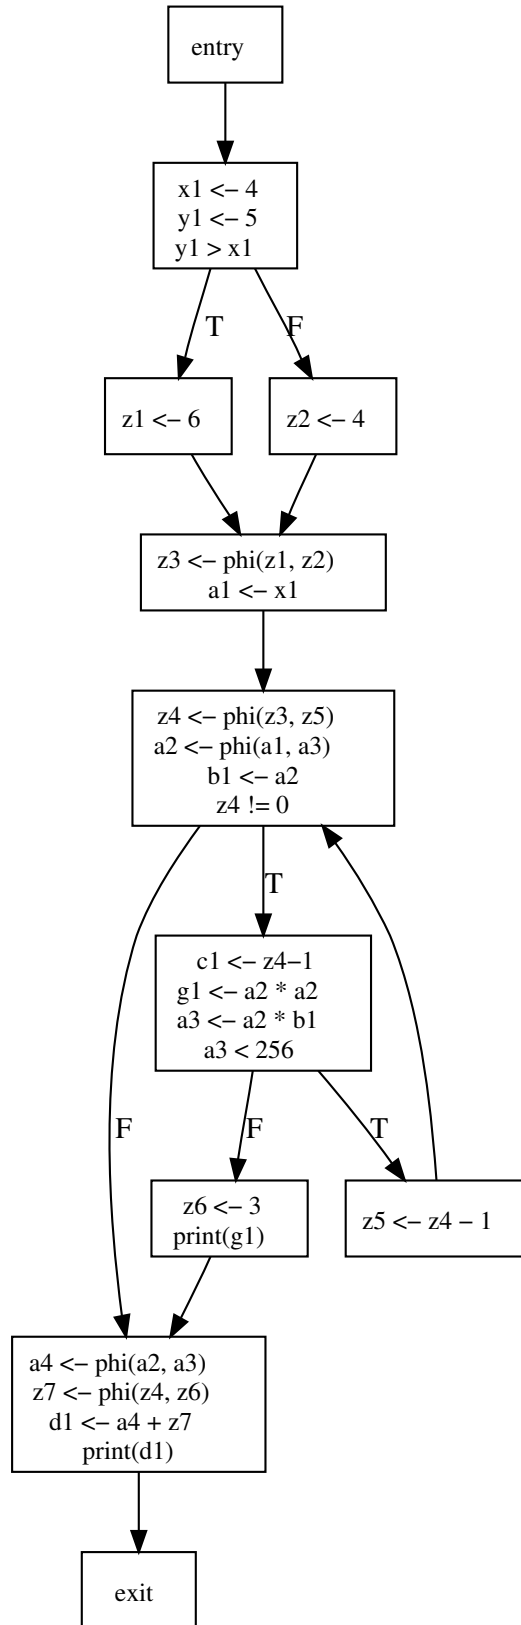 entry
x1 <− 4
y1 <− 5
y1 > x1
T
F
z1 <− 6
z2 <− 4
z3 <− phi(z1, z2)
a1 <− x1
z4 <− phi(z3, z5)
a2 <− phi(a1, a3)
b1 <− a2
z4 != 0
T
c1 <− z4−1
g1 <− a2 * a2
a3 <− a2 * b1
a3 < 256
F
F
T
z6 <− 3
print(g1)
z5 <− z4 − 1
a4 <− phi(a2, a3)
z7 <− phi(z4, z6)
d1 <− a4 + z7
print(d1)
exit